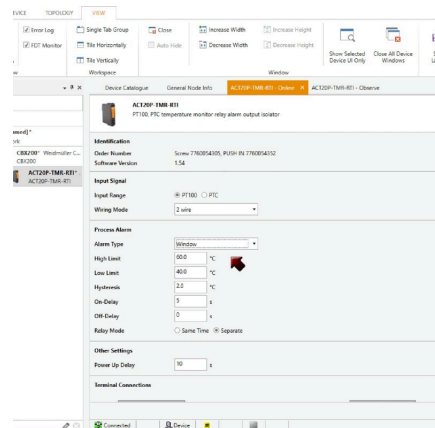 EVICE TOPOLOGY VIEW
Error Log
FDT Monitor
Single Tab Group
Tile Horizontally
Tile Vertically
Workspace
Close
Auto Hide
Increase Width
Decrease Width
Increase Height
Decrease Height
Window
Show Selected
Device UI Only
Close All Device
Windows
Device Catalogue General Node Info ACT20P-TMR-RTI - Online ACT20P-TMR-RTI - Observe
CBX200* Weidmüller C...
CBX200
ACT20P-TMR-RTI*
ACT20P-TMR-RTI
ACT20P-TMR-RTI
PT100, PTC temperature monitor relay alarm output isolator
Identification
Order Number Screw 7760054305, PUSH IN 7760054352
Software Version 1.54
Input Signal
Input Range PT100 PTC
Wiring Mode 2 wire
Process Alarm
Alarm Type Window
High Limit 60.0 °C
Low Limit 40.0 °C
Hysteresis 2.0 °C
On-Delay 5 s
Off-Delay 0 s
Relay Mode Same Time Separate
Other Settings
Power Up Delay 10 s
Terminal Connections
Connected Device